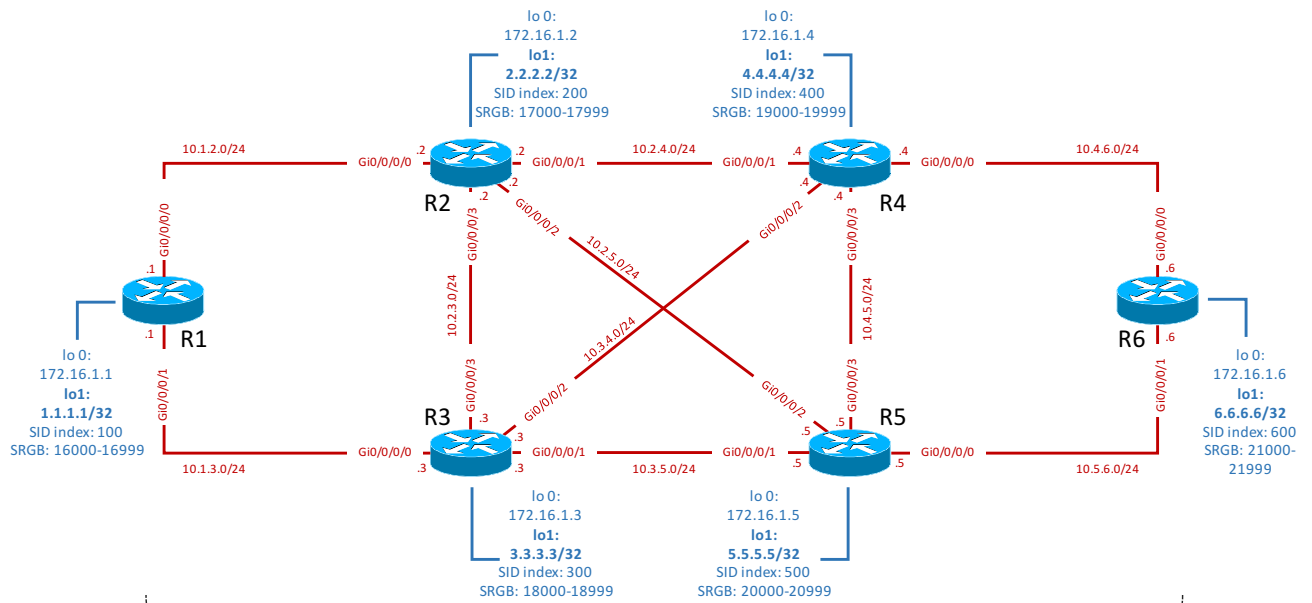 lo 0:
172.16.1.2
lo1:
2.2.2.2/32
SID index: 200
SRGB: 17000-17999
lo 0:
172.16.1.4
lo1:
4.4.4.4/32
SID index: 400
SRGB: 19000-19999
10.1.2.0/24
Gi0/0/0/0
.2
.2
Gi0/0/0/1
10.2.4.0/24
Gi0/0/0/1
.4
.4
Gi0/0/0/0
10.4.6.0/24
R2
.2
.2
Gi0/0/0/2
Gi0/0/0/3
.4
.4
Gi0/0/0/2
Gi0/0/0/3
R4
Gi0/0/0/0
.1
10.2.5.0/24
10.2.3.0/24
10.3.4.0/24
10.4.5.0/24
Gi0/0/0/0
.6
R1
.1
R6
.6
lo 0:
172.16.1.1
lo1:
1.1.1.1/32
SID index: 100
SRGB: 16000-16999
Gi0/0/0/1
Gi0/0/0/3
Gi0/0/0/2
Gi0/0/0/2
Gi0/0/0/3
Gi0/0/0/1
lo 0:
172.16.1.6
lo1:
6.6.6.6/32
SID index: 600
SRGB: 21000-
21999
R3
.3
.3
R5
.5
.5
10.1.3.0/24
Gi0/0/0/0
.3
.3
Gi0/0/0/1
10.3.5.0/24
Gi0/0/0/1
.5
.5
Gi0/0/0/0
10.5.6.0/24
lo 0:
172.16.1.3
lo1:
3.3.3.3/32
SID index: 300
SRGB: 18000-18999
lo 0:
172.16.1.5
lo1:
5.5.5.5/32
SID index: 500
SRGB: 20000-20999